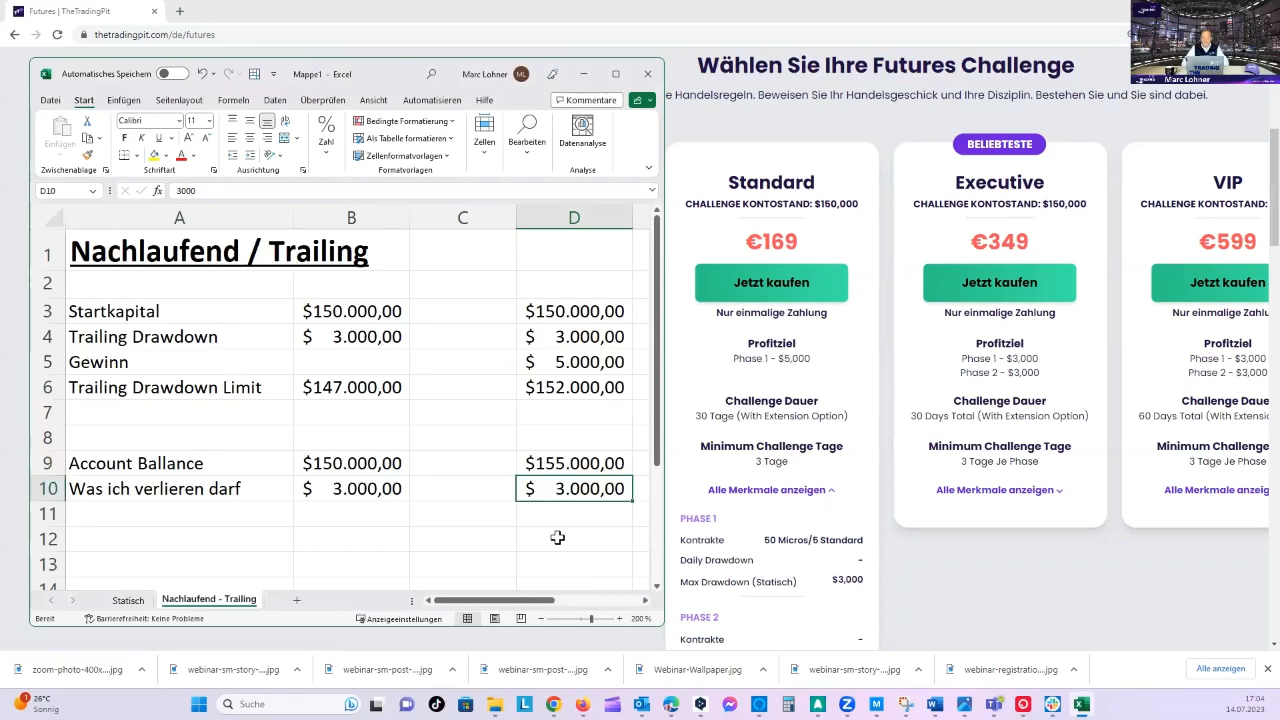 Futures | TheTradingPit
thetradingpit.com/de/futures
Automatisches Speichern
Mappe1 - Excel
Marc Lohner
ML
Datei Start Einfügen Seitenlayout Formeln Daten Überprüfen Ansicht Automatisieren Hilfe
Kommentare
Einfügen
Calibri
11
F K U
Zahl
Bedingte Formatierung
Als Tabelle formatieren
Zellenformatvorlagen
Zellen
Bearbeitung
Datenanalyse
Zwischenablage
Schriftart
Ausrichtung
Formatvorlagen
Analyse
D10
fx
3000
A B C D
1 Nachlaufend / Trailing
2
3 Startkapital $150.000,00 $150.000,00
4 Trailing Drawdown $ 3.000,00 $ 3.000,00
5 Gewinn $ 5.000,00
6 Trailing Drawdown Limit $147.000,00 $152.000,00
7
8
9 Account Ballance $150.000,00 $155.000,00
10 Was ich verlieren darf $ 3.000,00 $ 3.000,00
11
12
13
14
Statisch
Nachlaufend - Trailing
Bereit
Barrierefreiheit: Keine Probleme
Anzeigeeinstellungen
200 %
Wählen Sie Ihre Futures Challenge
e Handelsregeln. Beweisen Sie Ihr Handelsgeschick und Ihre Disziplin. Bestehen Sie und Sie sind dabei.
Standard
CHALLENGE KONTOSTAND: $150,000
€169
Jetzt kaufen
Nur einmalige Zahlung
Profitziel
Phase 1 - $5,000
Challenge Dauer
30 Tage (With Extension Option)
Minimum Challenge Tage
3 Tage
Alle Merkmale anzeigen
PHASE 1
Kontrakte 50 Micros/5 Standard
Daily Drawdown -
Max Drawdown (Statisch) $3,000
PHASE 2
Kontrakte -
BELIEBTESTE
Executive
CHALLENGE KONTOSTAND: $150,000
€349
Jetzt kaufen
Nur einmalige Zahlung
Profitziel
Phase 1 - $3,000
Phase 2 - $3,000
Challenge Dauer
30 Days Total (With Extension Option)
Minimum Challenge Tage
3 Tage Je Phase
Alle Merkmale anzeigen
VIP
CHALLENGE KONTOSTAND:
€599
Jetzt kaufen
Nur einmalige Zahlu
Profitziel
Phase 1 - $3,000
Phase 2 - $3,000
Challenge Dauer
60 Days Total (With Extensio
Minimum Challenge Tage
3 Tage Je Phase
Alle Merkmale anzeig
Marc Lohner
zoom-photo-400x....jpg
webinar-sm-story-....jpg
webinar-sm-post-....jpg
webinar-sm-post-....jpg
Webinar-Wallpaper.jpg
webinar-sm-story-....jpg
webinar-registratio....jpg
Alle anzeigen
1
26°C
Sonnig
Suche
17:04
14.07.2023